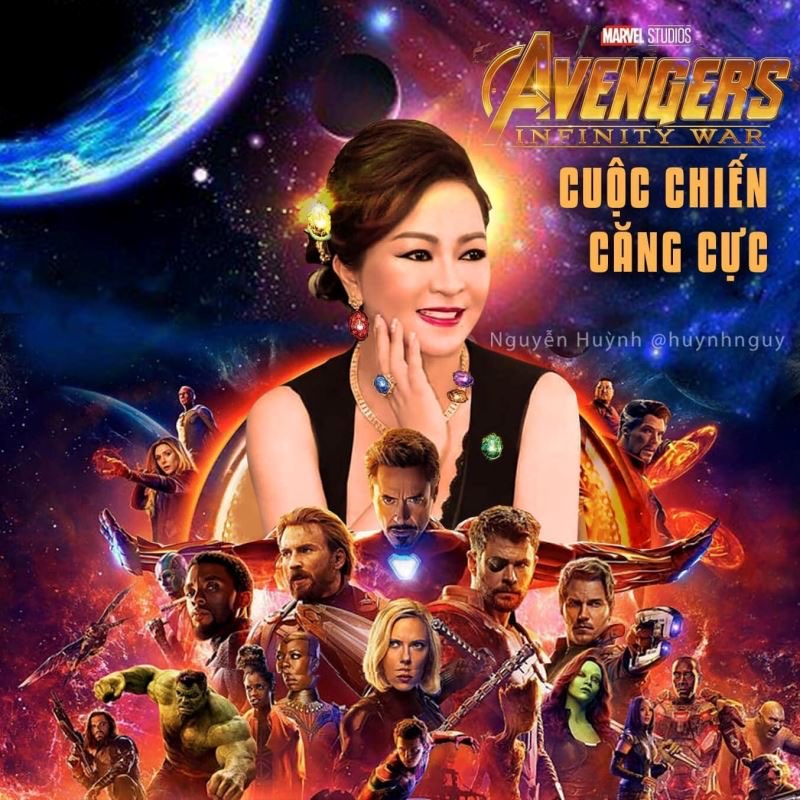 MARVEL STUDIOS
AVENGERS
INFINITY WAR
CUỘC CHIẾN
CĂNG CỰC
Nguyễn Huỳnh @huynhnguy